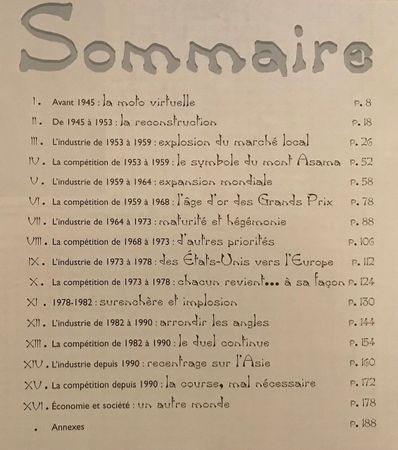 Sommaire
I. Avant 1945 : la moto virtuelle p. 8
II. De 1945 à 1953 : la reconstruction p. 18
III. L'industrie de 1953 à 1959 : explosion du marché local p. 26
IV. La compétition de 1953 à 1959 : le symbole du mont Asama p. 52
V. L'industrie de 1959 à 1964 : expansion mondiale p. 58
VI. La compétition de 1959 à 1968 : l'âge d'or des Grands Prix p. 78
VII. L'industrie de 1964 à 1973 : maturité et hégémonie p. 88
VIII. La compétition de 1968 à 1973 : d'autres priorités p. 106
IX. L'industrie de 1973 à 1978 : des États-Unis vers l'Europe p. 112
X. La compétition de 1973 à 1978 : chacun revient... à sa façon p. 124
XI. 1978-1982 : surenchère et implosion p. 130
XII. L'industrie de 1982 à 1990 : arrondir les angles p. 144
XIII. La compétition de 1982 à 1990 : le duel continue p. 154
XIV. L'industrie depuis 1990 : recentrage sur l'Asie p. 160
XV. La compétition depuis 1990 : la course, mal nécessaire p. 172
XVI. Économie et société : un autre monde p. 178
. Annexes p. 188